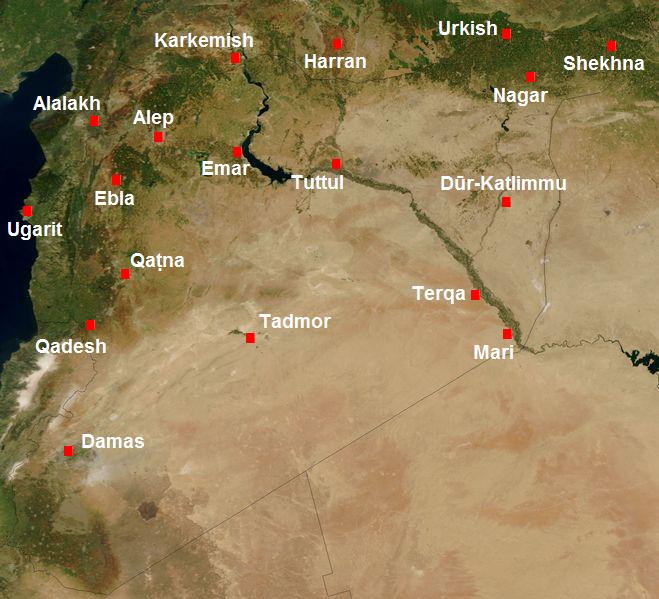 Urkish
Karkemish
Harran
Shekhna
Nagar
Alalakh
Alep
Emar
Tuttul
Dūr-Katlimmu
Ebla
Ugarit
Qaṭna
Terqa
Tadmor
Qadesh
Mari
Damas